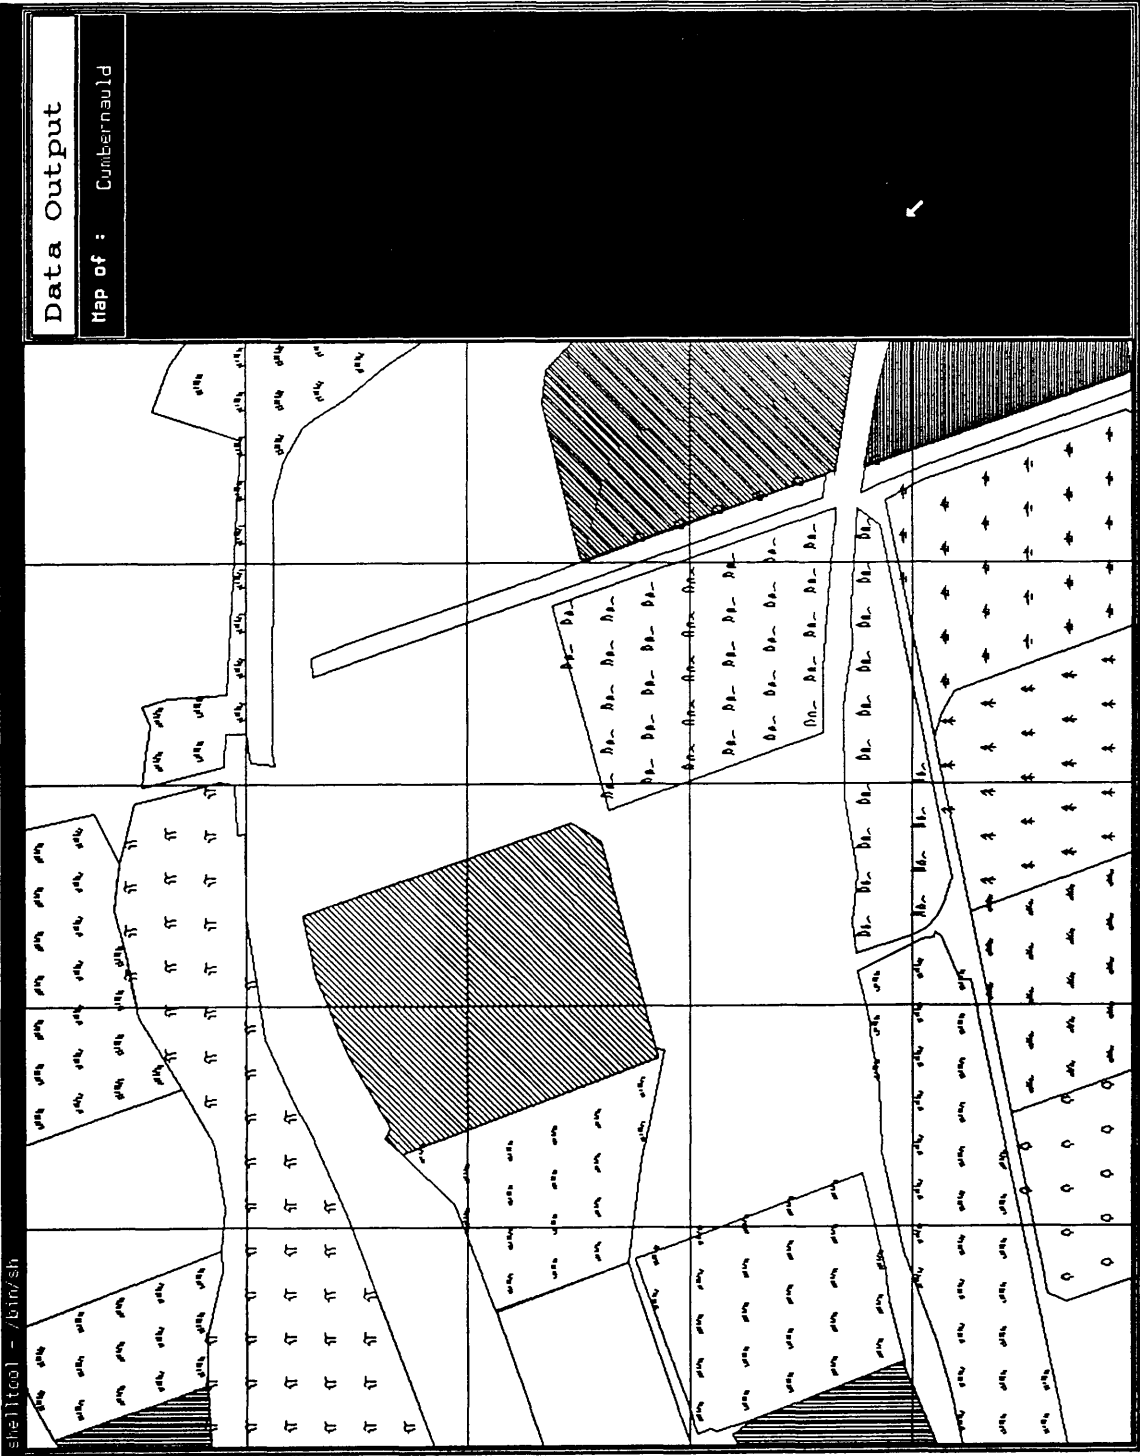 shelltool - /bin/sh
Data Output
Map of : Cumbernauld